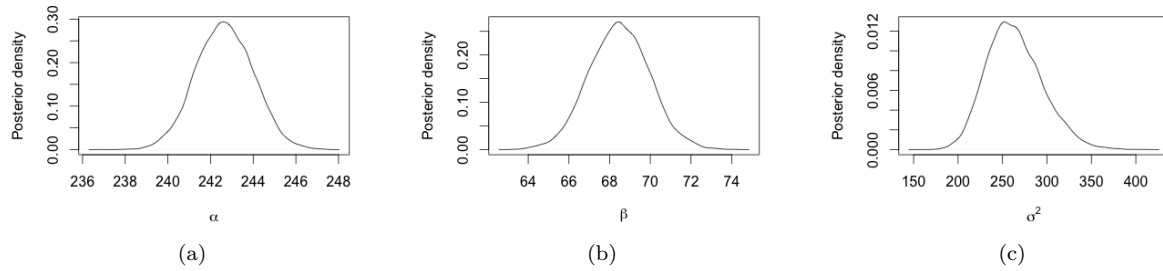 Posterior density
0.00 0.10 0.20 0.30
236 238 240 242 244 246 248
α
(a)
Posterior density
0.00 0.10 0.20
64 66 68 70 72 74
β
(b)
Posterior density
0.000 0.006 0.012
150 200 250 300 350 400
σ²
(c)